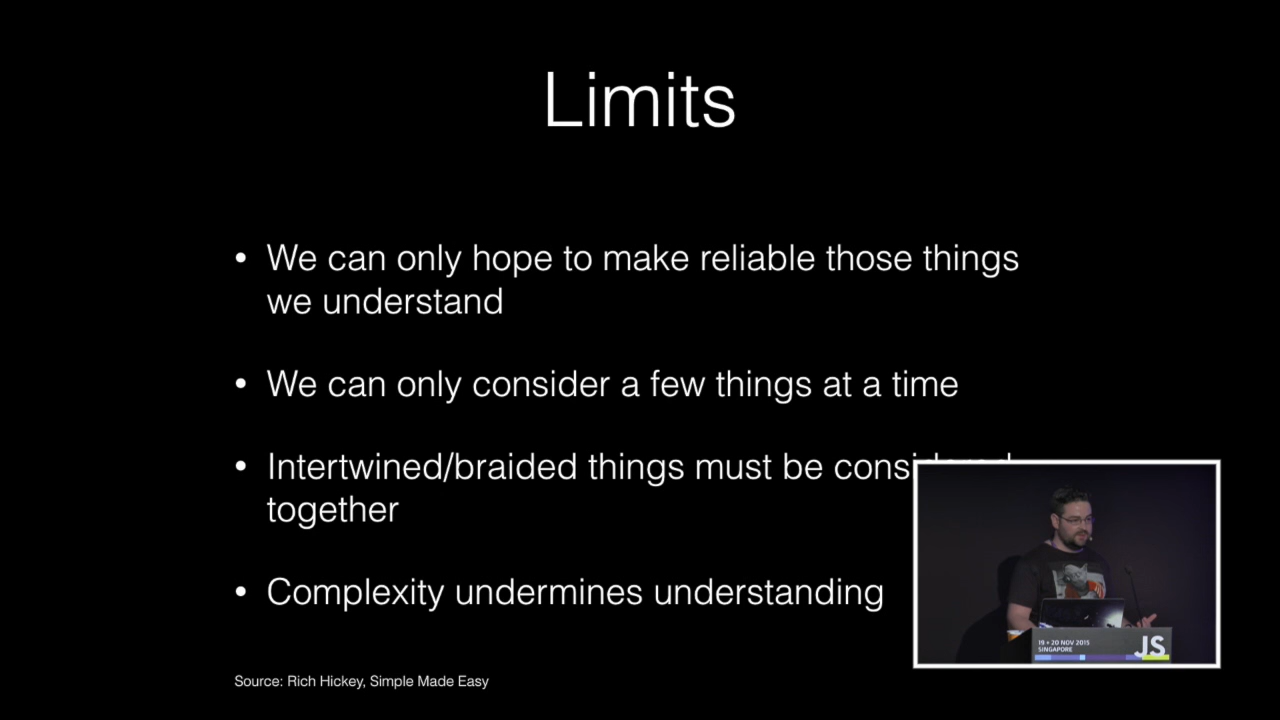 Limits
• We can only hope to make reliable those things
we understand
• We can only consider a few things at a time
• Intertwined/braided things must be considered
together
• Complexity undermines understanding
Source: Rich Hickey, Simple Made Easy
19 + 20 NOV 2015
SINGAPORE
JS